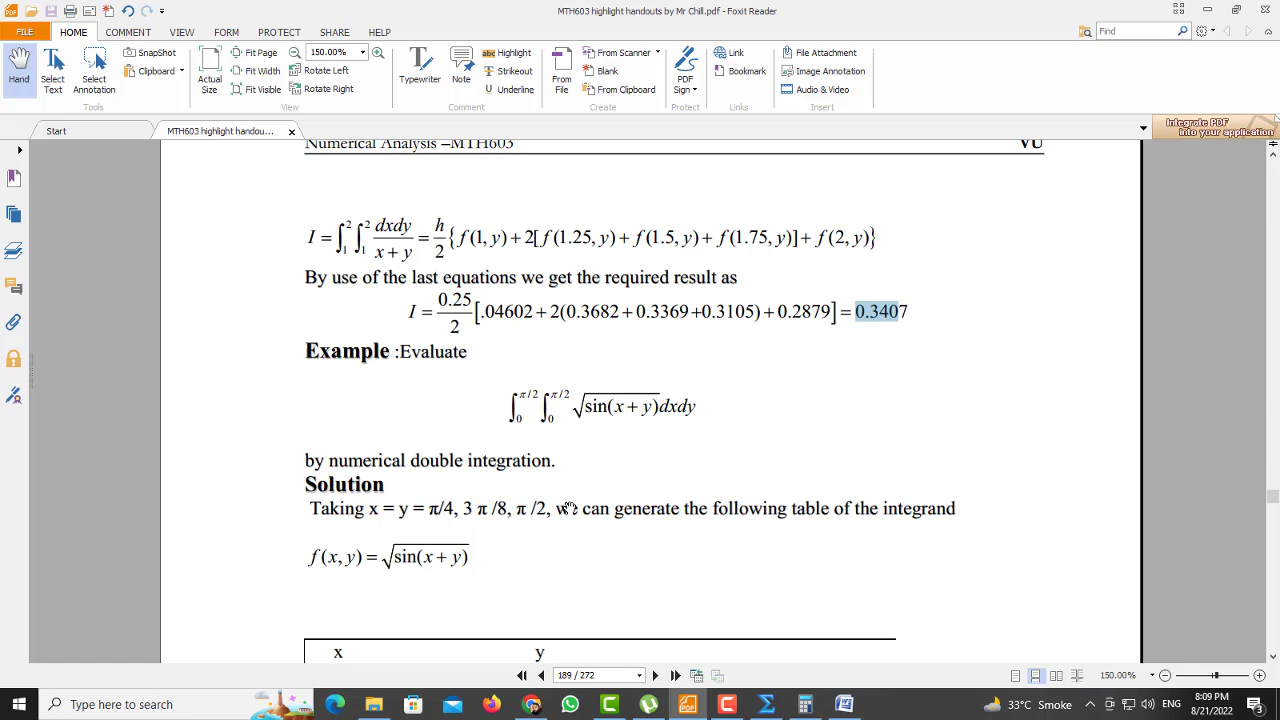 MTH603 highlight handouts by Mr Chill.pdf - Foxit Reader
FILE HOME COMMENT VIEW FORM PROTECT SHARE HELP Find
Hand Select Text Select Annotation SnapShot Clipboard Tools
Actual Size Fit Page Fit Width Fit Visible 150.00% Rotate Left Rotate Right View
Typewriter Note Highlight Strikeout Underline Comment
From File From Scanner Blank From Clipboard Create
PDF Sign Protect
Link Bookmark Links
File Attachment Image Annotation Audio & Video Insert
Start MTH603 highlight handou... Integrate PDF
into your application
Numerical Analysis –MTH603 VU
I = ∫₁² ∫₁² dxdy/(x + y) = h/2 {f(1, y) + 2[f(1.25, y) + f(1.5, y) + f(1.75, y)] + f(2, y)}
By use of the last equations we get the required result as
I = 0.25/2 [.04602 + 2(0.3682 + 0.3369 +0.3105) + 0.2879] = 0.3407
Example :Evaluate
∫₀^π/2 ∫₀^π/2 √sin(x + y)dxdy
by numerical double integration.
Solution
Taking x = y = π/4, 3 π /8, π /2, we can generate the following table of the integrand
f(x, y) = √sin(x + y)
x y
189 / 272 150.00%
Type here to search 33°C Smoke ENG 8:09 PM
8/21/2022